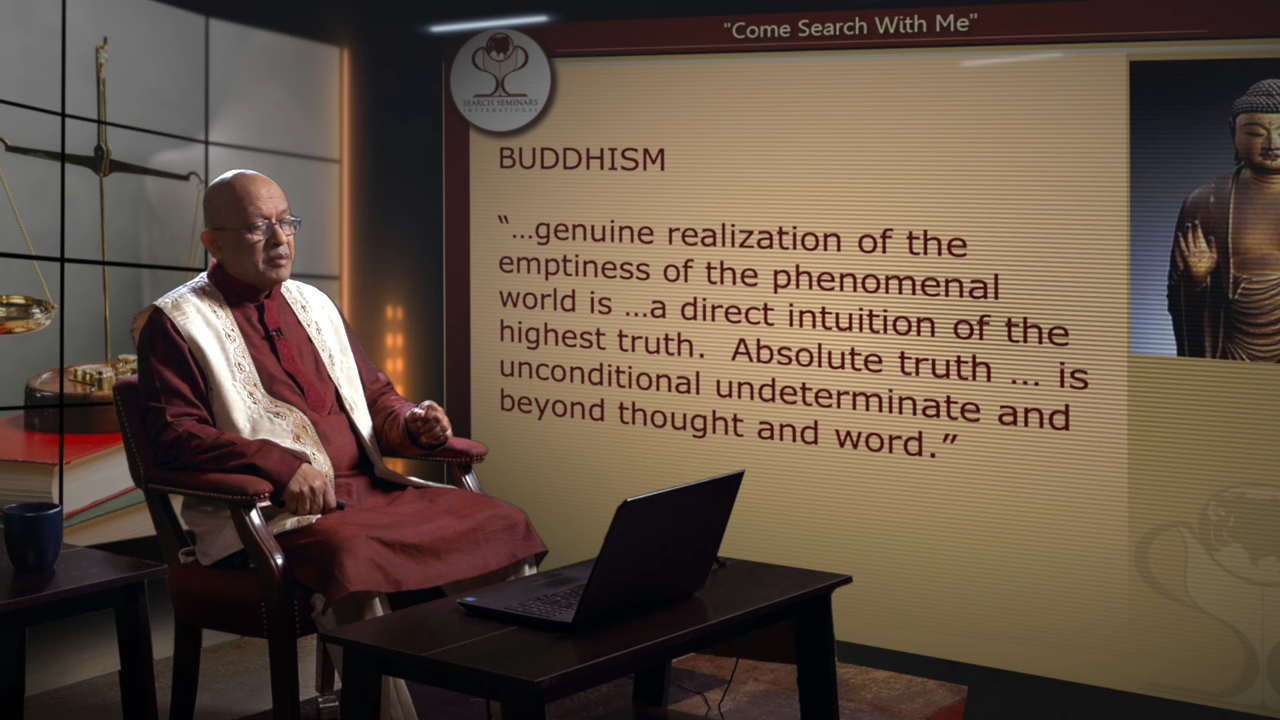 "Come Search With Me"
SEARCH SEMINARS
INTERNATIONAL
BUDDHISM
“...genuine realization of the
emptiness of the phenomenal
world is ...a direct intuition of the
highest truth.  Absolute truth ... is
unconditional undeterminate and
beyond thought and word.”